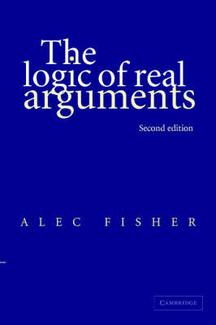 The
logic of real
arguments
Second edition
ALEC FISHER
CAMBRIDGE